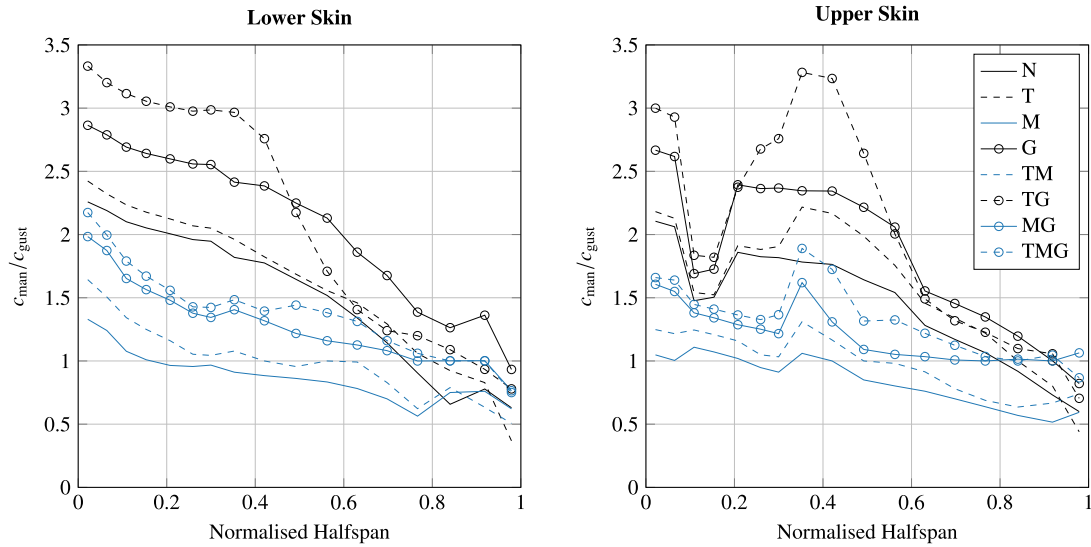 Lower Skin
3.5
3
2.5
2
1.5
1
0.5
0
0
0.2
0.4
0.6
0.8
1
c_man/c_gust
Normalised Halfspan
Upper Skin
3.5
3
2.5
2
1.5
1
0.5
0
0
0.2
0.4
0.6
0.8
1
c_man/c_gust
Normalised Halfspan
N
T
M
G
TM
TG
MG
TMG